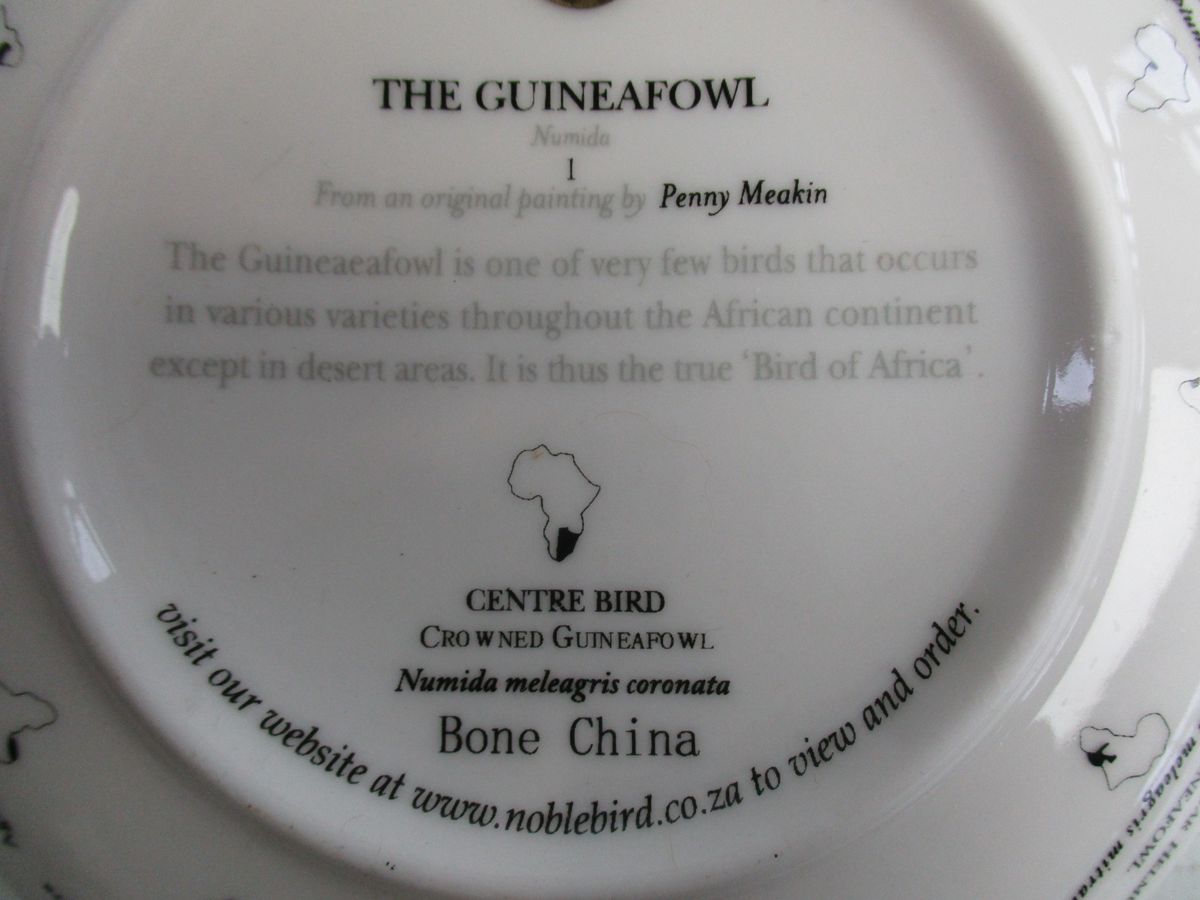 THE GUINEAFOWL
Numida
1
From an original painting by Penny Meakin
The Guineaeafowl is one of very few birds that occurs
in various varieties throughout the African continent
except in desert areas. It is thus the true ‘Bird of Africa’.
CENTRE BIRD
CROWNED GUINEAFOWL
Numida meleagris coronata
Bone China
visit our website at www.noblebird.co.za to view and order.
meleagris